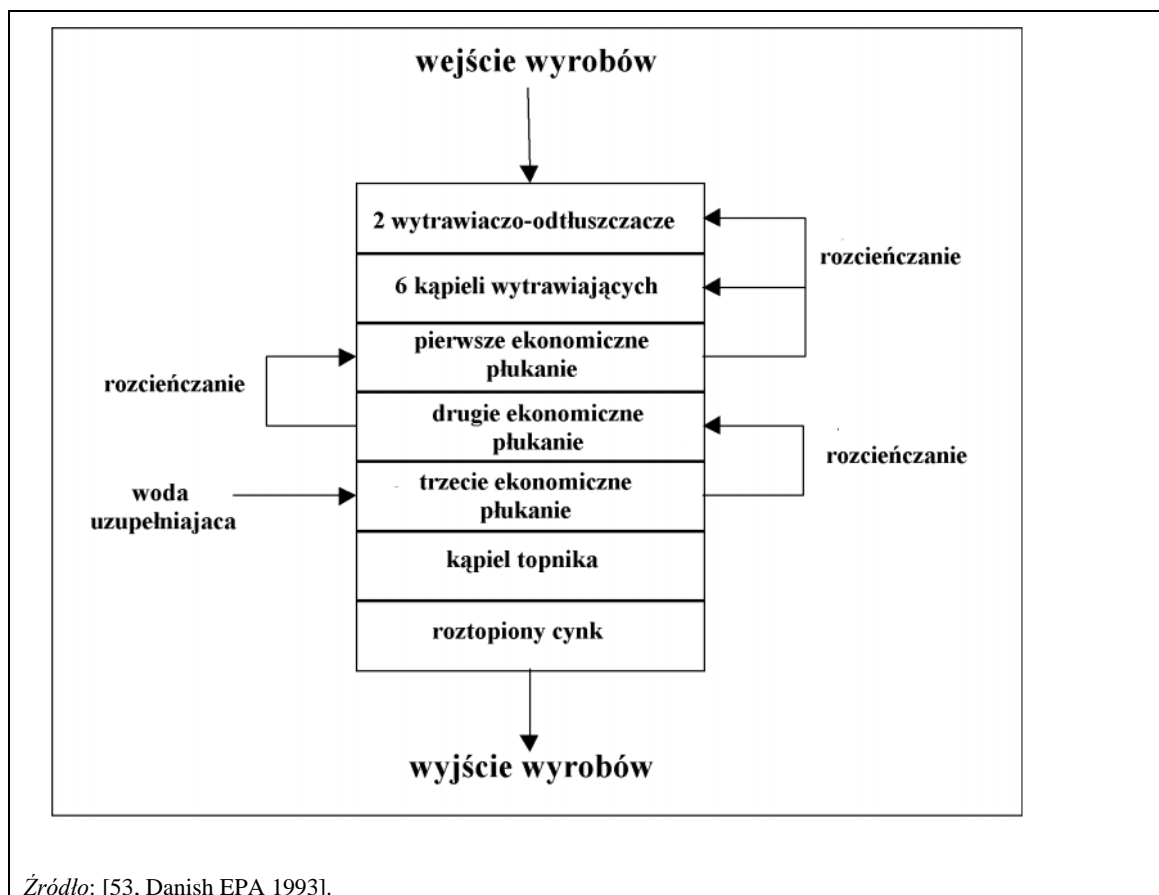 wejście wyrobów
2 wytrawiaczo-odtłuszczacze
rozcieńczanie
6 kąpieli wytrawiających
pierwsze ekonomiczne
płukanie
rozcieńczanie
drugie ekonomiczne
płukanie
rozcieńczanie
trzecie ekonomiczne
płukanie
woda
uzupełniajaca
kąpiel topnika
roztopiony cynk
wyjście wyrobów
Źródło: [53, Danish EPA 1993].